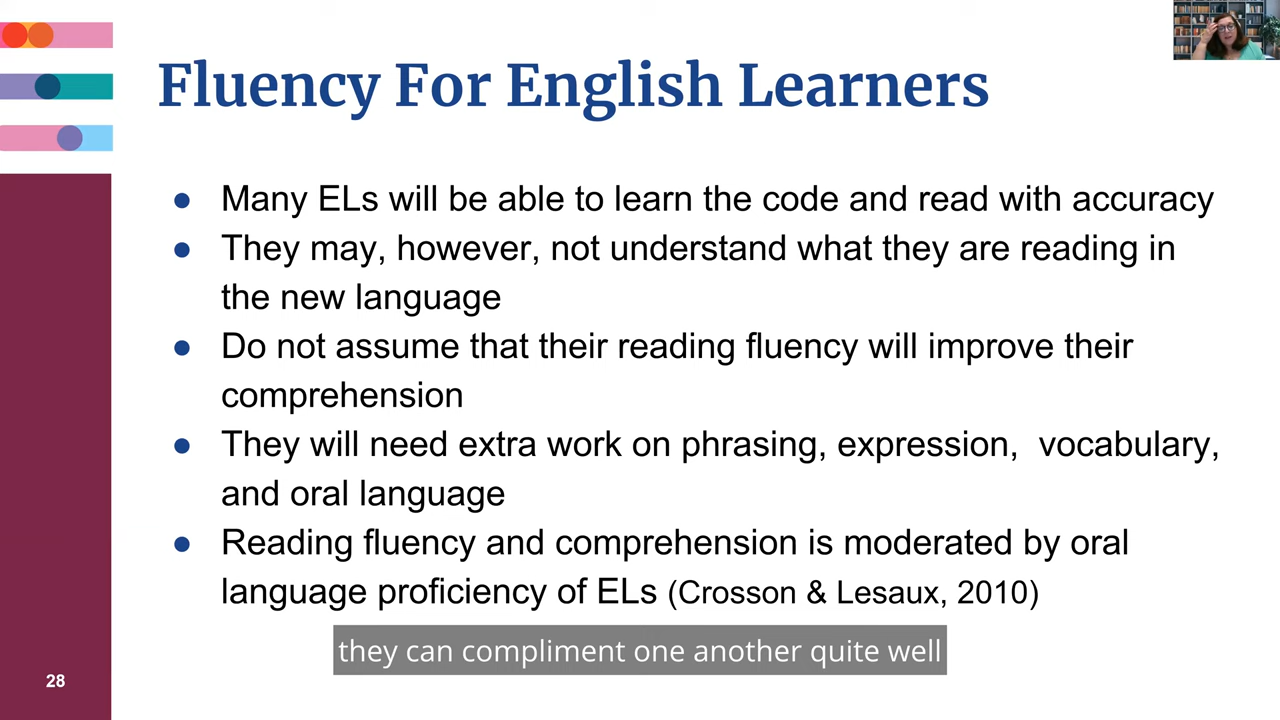 Fluency For English Learners
● Many ELs will be able to learn the code and read with accuracy
● They may, however, not understand what they are reading in
the new language
● Do not assume that their reading fluency will improve their
comprehension
● They will need extra work on phrasing, expression,  vocabulary,
and oral language
● Reading fluency and comprehension is moderated by oral
language proficiency of ELs (Crosson & Lesaux, 2010)
they can compliment one another quite well
28